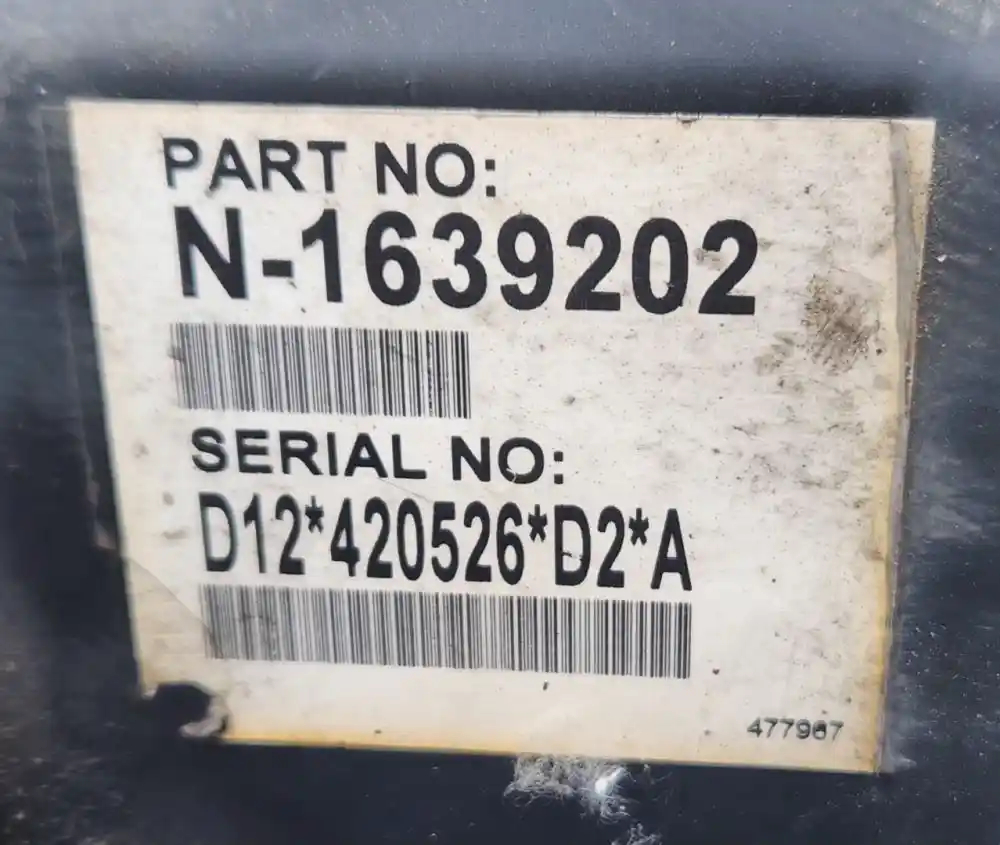 PART NO:
N-1639202
SERIAL NO:
D12*420526*D2*A
477967